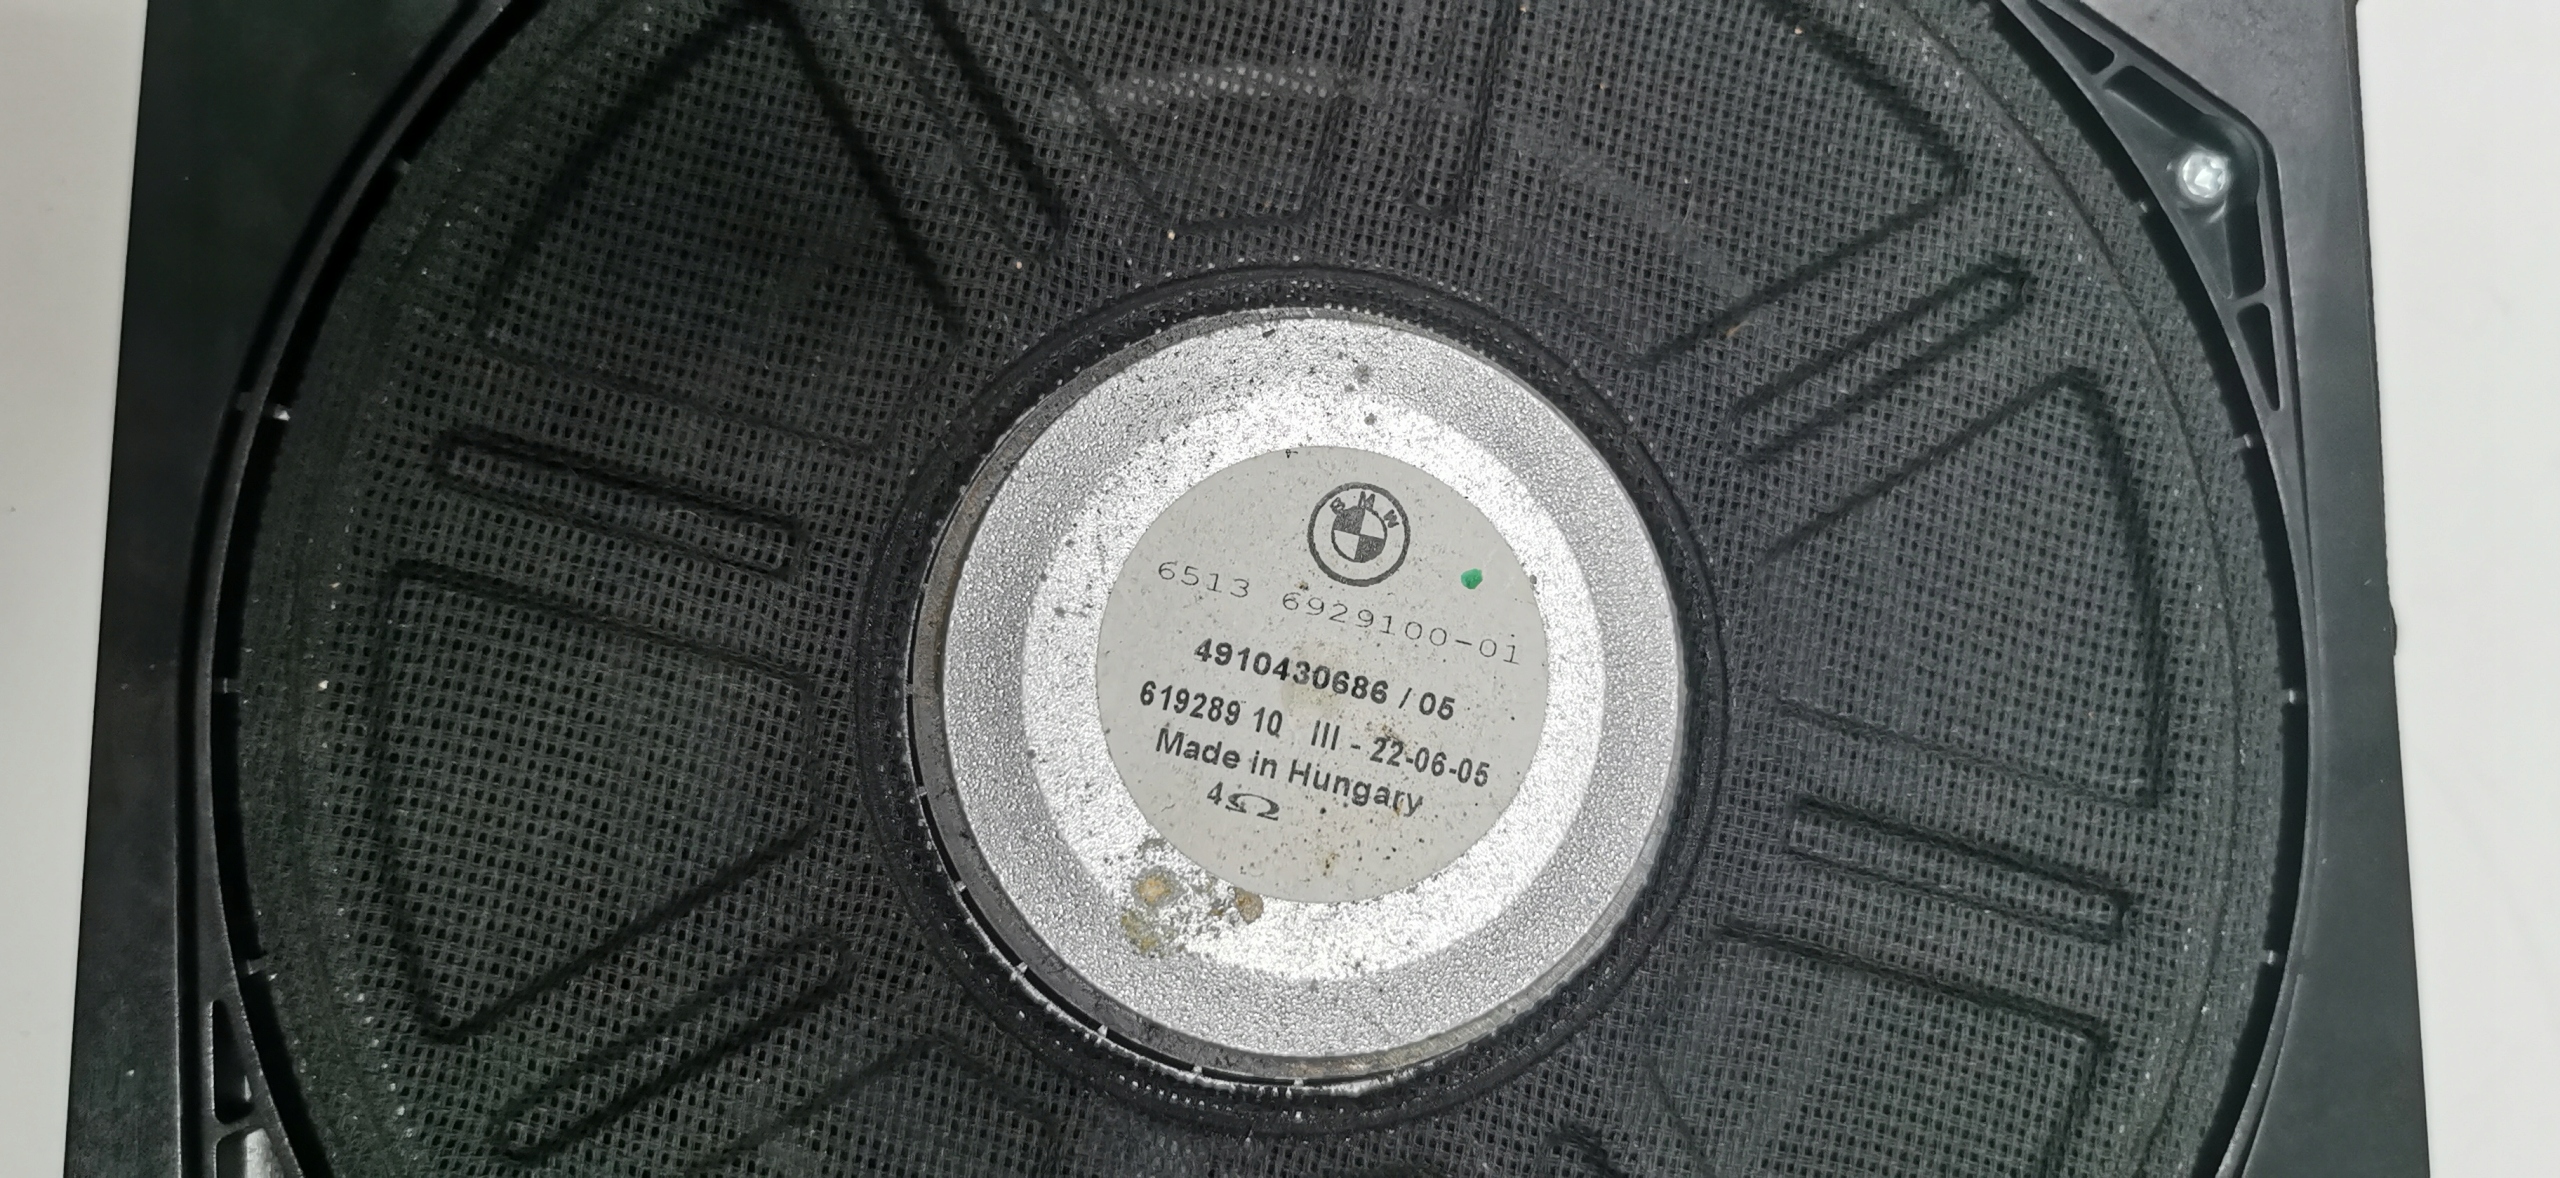 BMW
6513 6929100-01
4910430686 / 05
619289 10 III - 22-06-05
Made in Hungary
4Ω